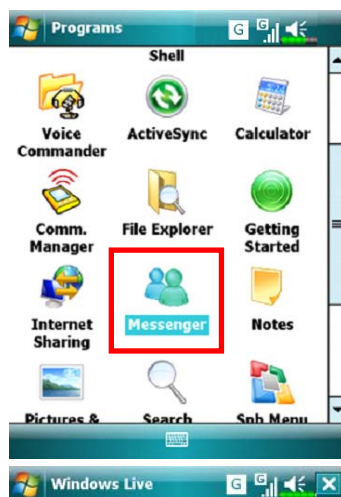 Programs
G G
Shell
Voice Commander
ActiveSync
Calculator
Comm. Manager
File Explorer
Getting Started
Internet Sharing
Messenger
Notes
Pictures &
Search
Spb Menu
Windows Live
G G